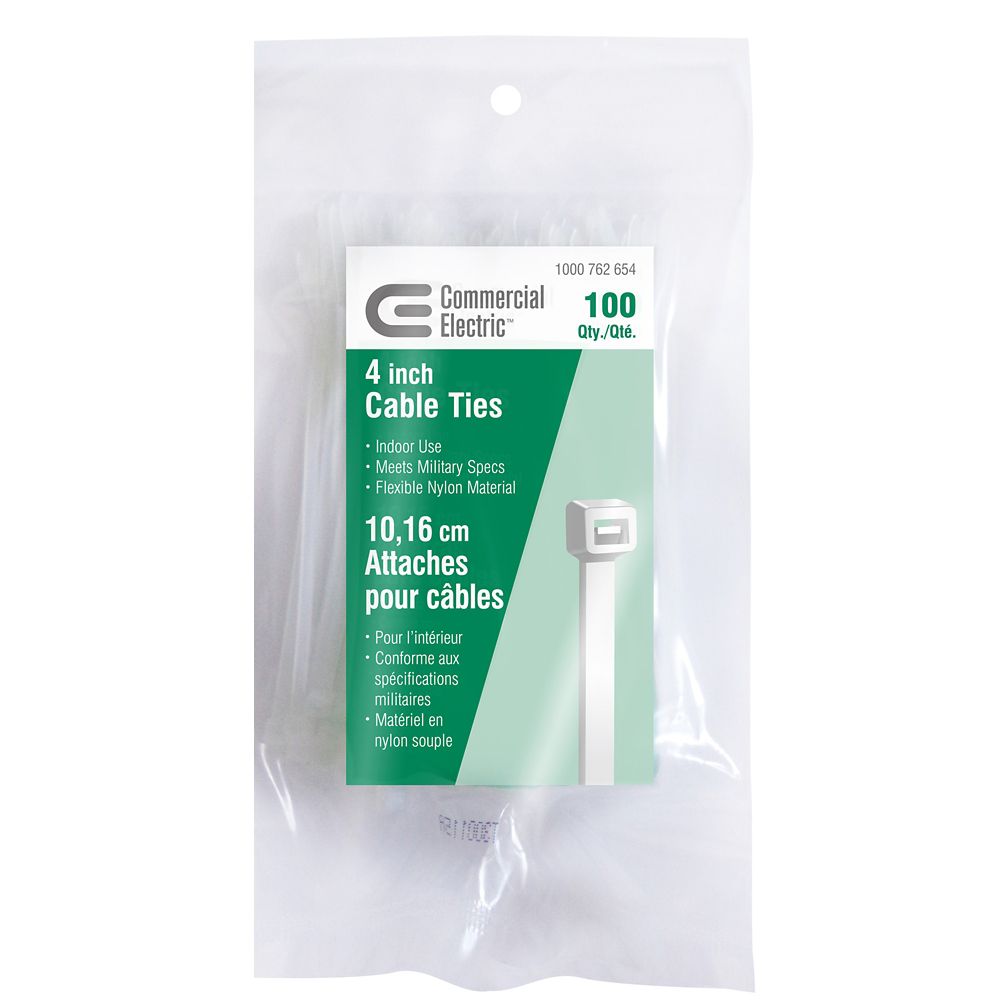 1000 762 654
Commercial
Electric™
100
Qty./Qté.
4 inch
Cable Ties
• Indoor Use
• Meets Military Specs
• Flexible Nylon Material
10,16 cm
Attaches
pour câbles
• Pour l'intérieur
• Conforme aux
spécifications
militaires
• Matériel en
nylon souple